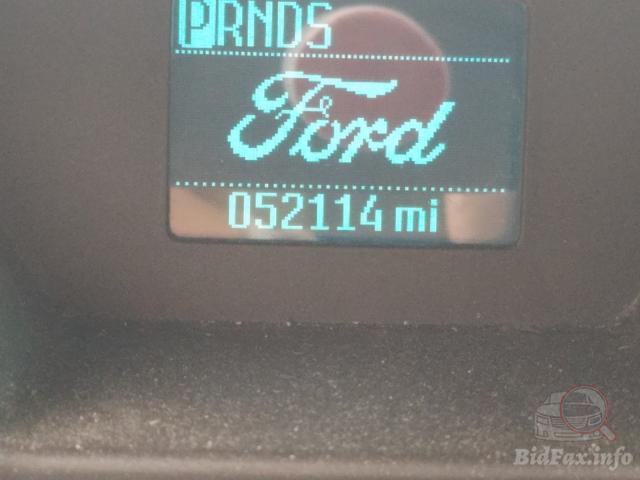 PRNDS
Ford
052114 mi
BidFax.info